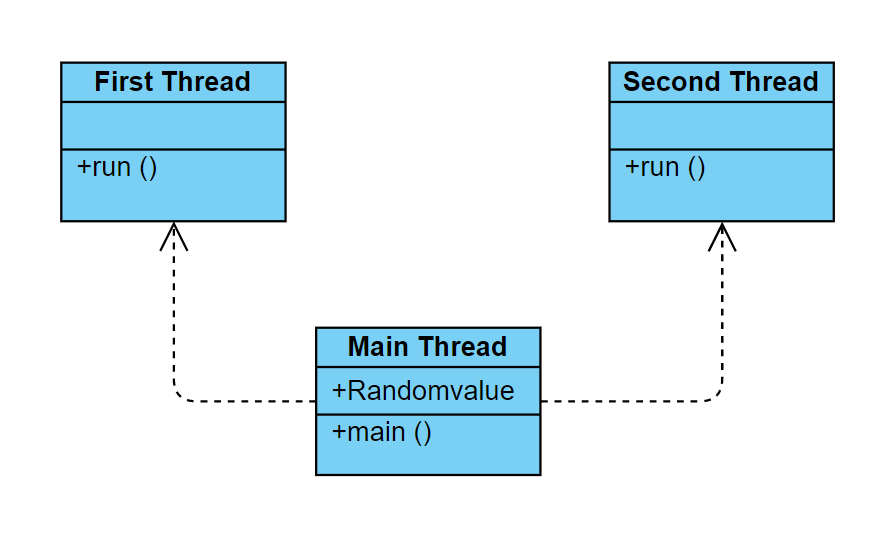 First Thread
+run ()
Second Thread
+run ()
Main Thread
+Randomvalue
+main ()